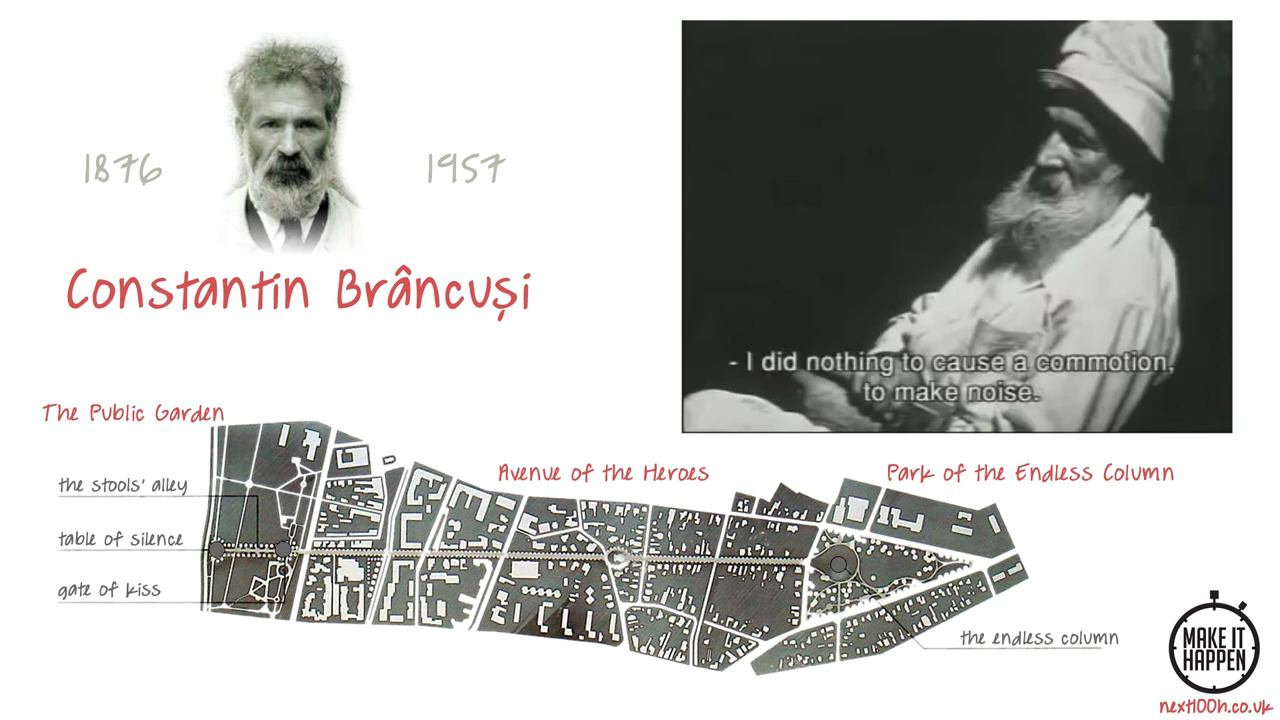 1876
1957
Constantin Brâncuși
- I did nothing to cause a commotion,
to make noise.
The Public Garden
the stools' alley
table of silence
gate of kiss
Avenue of the Heroes
Park of the Endless Column
the endless column
MAKE IT
HAPPEN
next100h.co.uk